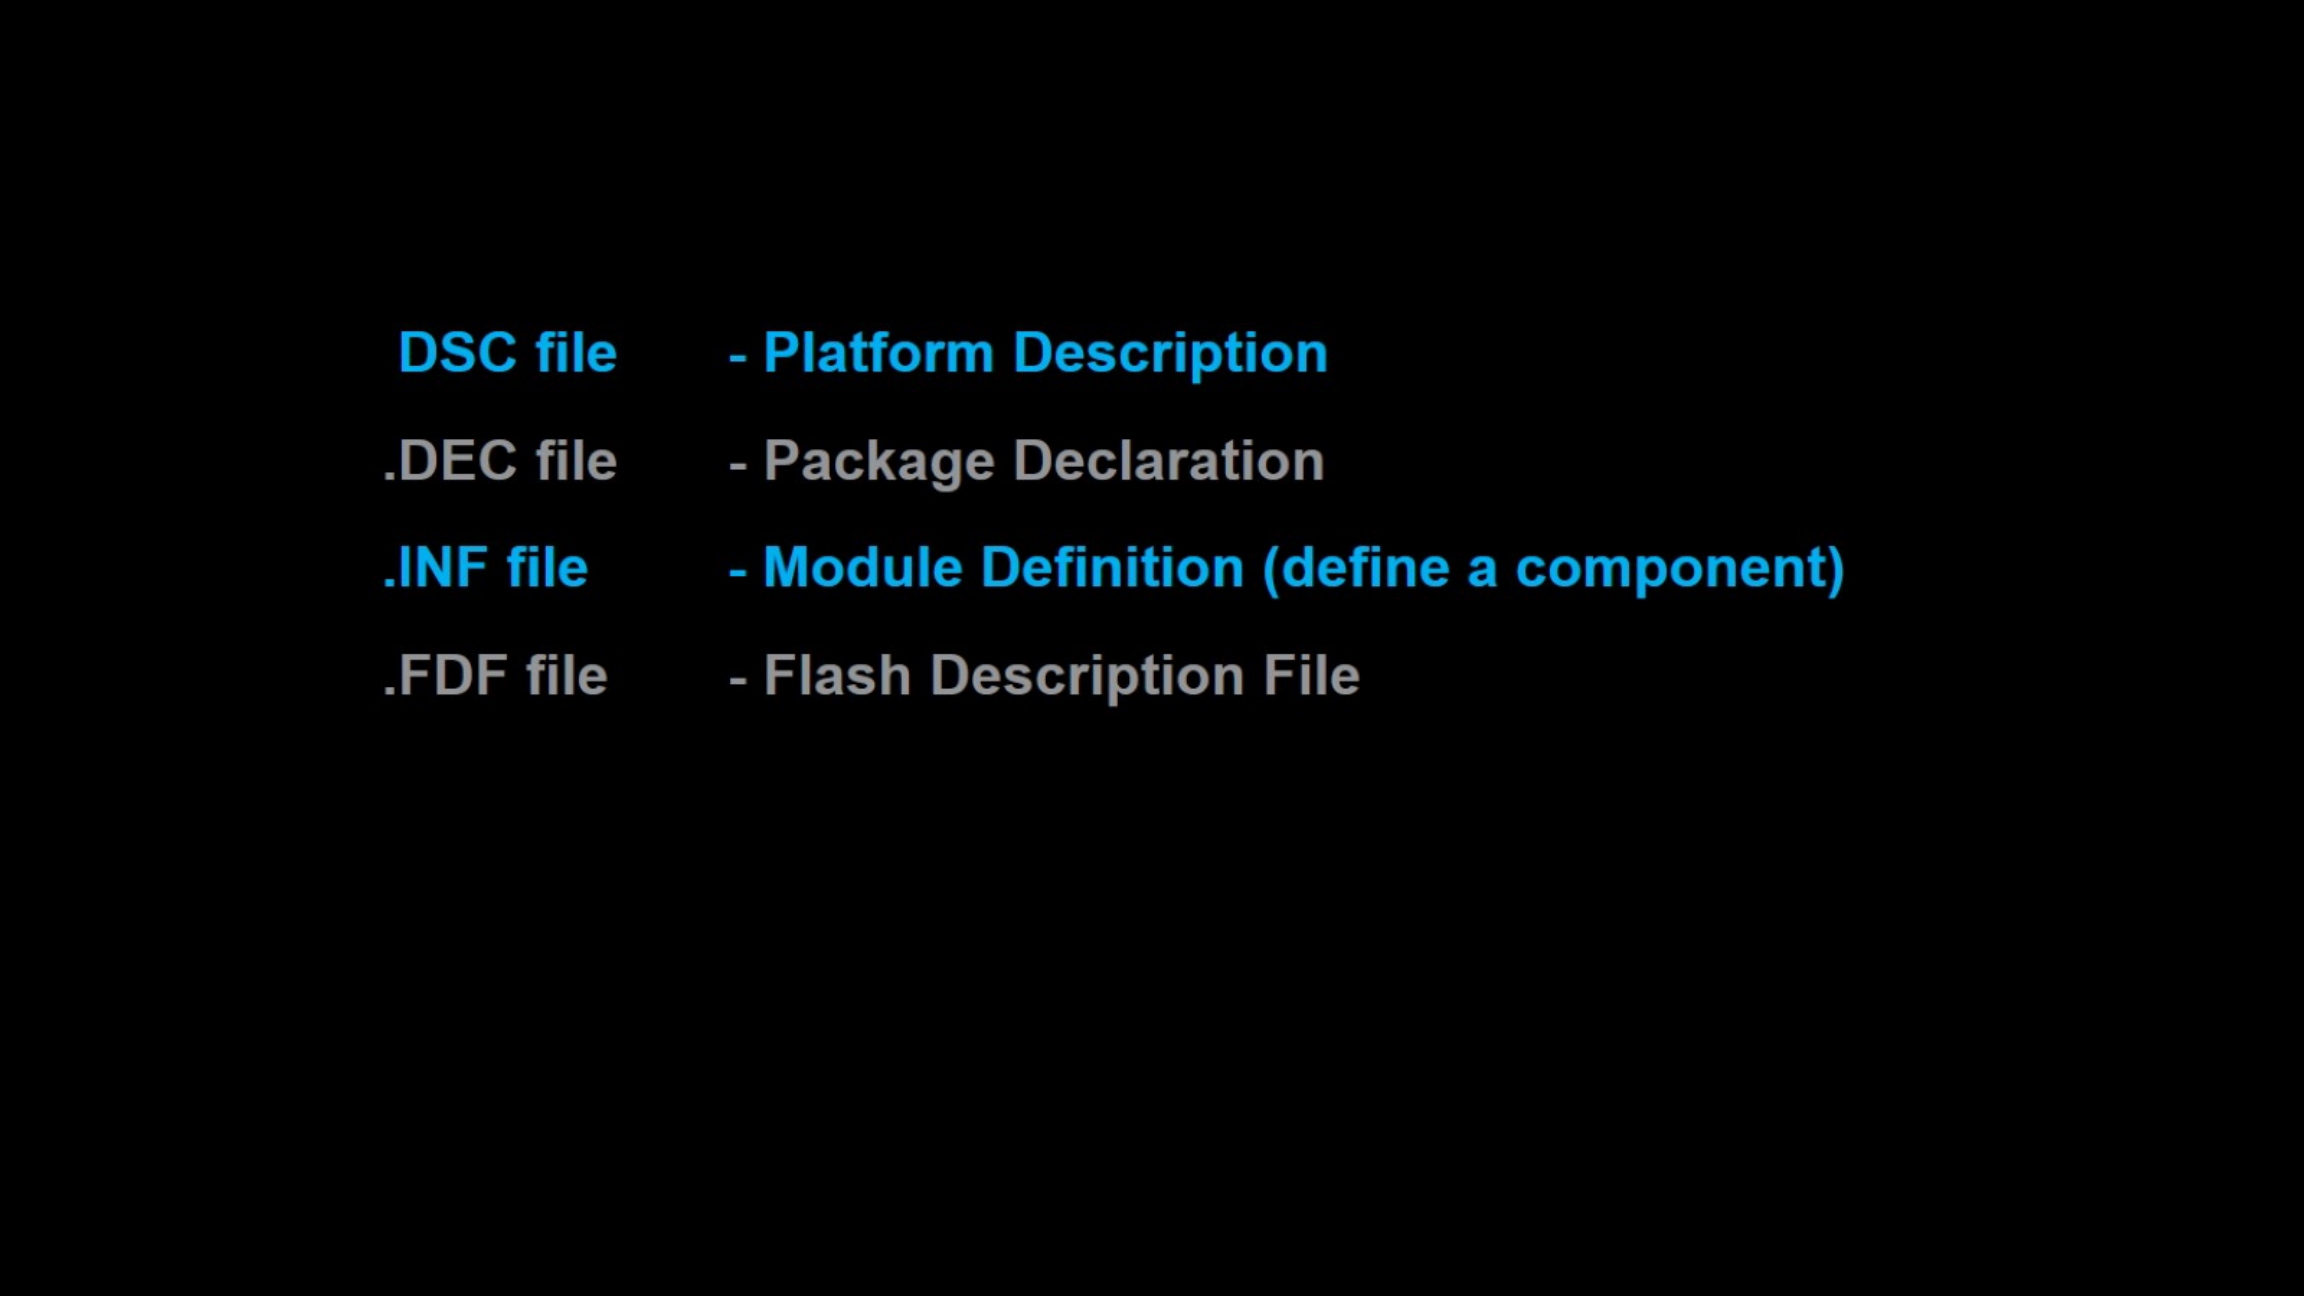 DSC file - Platform Description
.DEC file - Package Declaration
.INF file - Module Definition (define a component)
.FDF file - Flash Description File